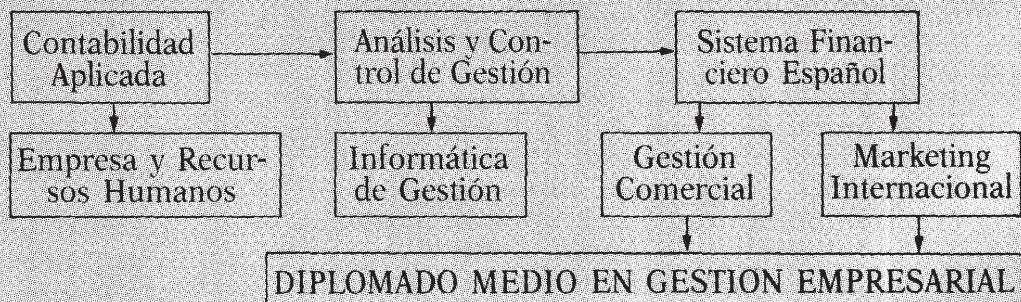 Contabilidad
Aplicada
Análisis y Con-
trol de Gestión
Sistema Finan-
ciero Español
Empresa y Recur-
sos Humanos
Informática
de Gestión
Gestión
Comercial
Marketing
Internacional
DIPLOMADO MEDIO EN GESTION EMPRESARIAL